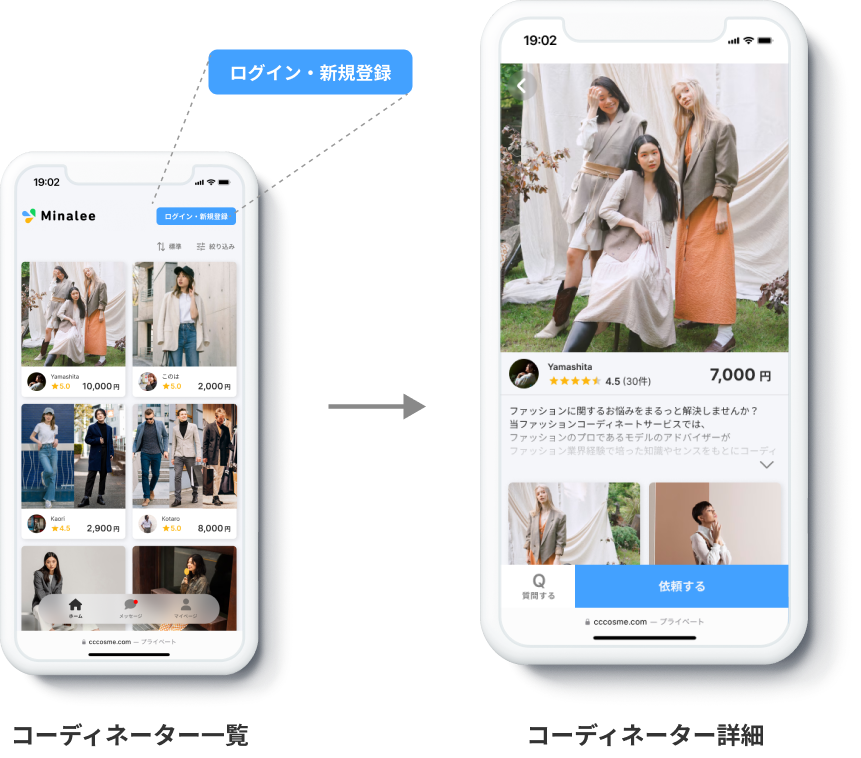 ログイン・新規登録
19:02
Minalee
ログイン・新規登録
標準
絞り込み
Yamashita
5.0
10,000円
このは
5.0
2,000円
Kaori
4.5
2,900円
Kotaro
5.0
8,000円
ホーム
メッセージ
マイページ
cccosme.com — プライベート
コーディネーター一覧
19:02
Yamashita
4.5 (30件)
7,000 円
ファッションに関するお悩みをまるっと解決しませんか？
当ファッションコーディネートサービスでは、
ファッションのプロであるモデルのアドバイザーが
ファッション業界経験で培った知識やセンスをもとにコーディ
Q
質問する
依頼する
cccosme.com — プライベート
コーディネーター詳細